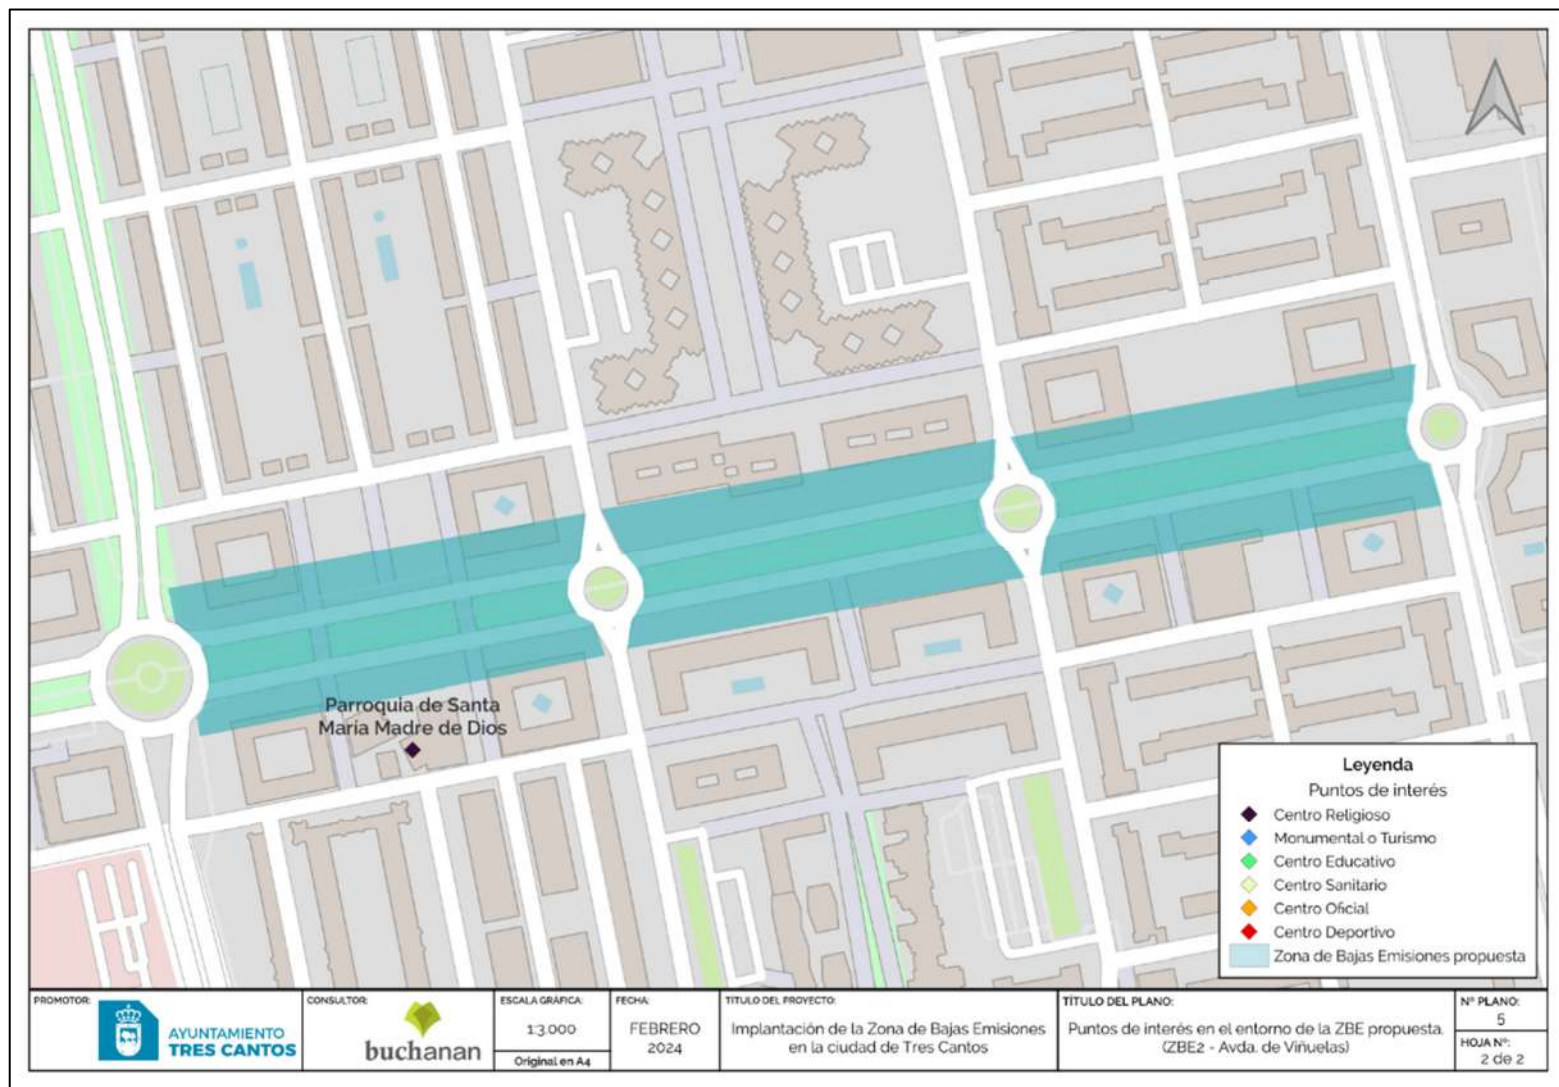 Parroquia de Santa
María Madre de Dios
Leyenda
Puntos de interés
Centro Religioso
Monumental o Turismo
Centro Educativo
Centro Sanitario
Centro Oficial
Centro Deportivo
Zona de Bajas Emisiones propuesta
PROMOTOR:
AYUNTAMIENTO
TRES CANTOS
CONSULTOR:
buchanan
ESCALA GRÁFICA:
1:3.000
Original en A4
FECHA:
FEBRERO
2024
TÍTULO DEL PROYECTO:
Implantación de la Zona de Bajas Emisiones
en la ciudad de Tres Cantos
TÍTULO DEL PLANO:
Puntos de interés en el entorno de la ZBE propuesta.
(ZBE2 - Avda. de Viñuelas)
Nº PLANO:
5
HOJA Nº:
2 de 2